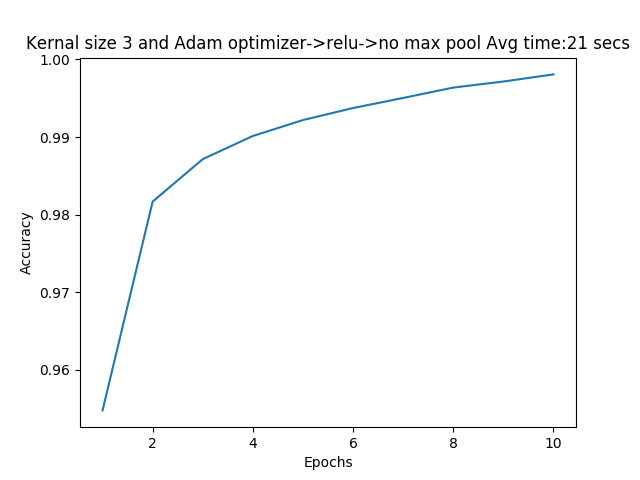 Kernal size 3 and Adam optimizer->relu->no max pool Avg time:21 secs
1.00
0.99
0.98
0.97
0.96
Accuracy
2 4 6 8 10
Epochs